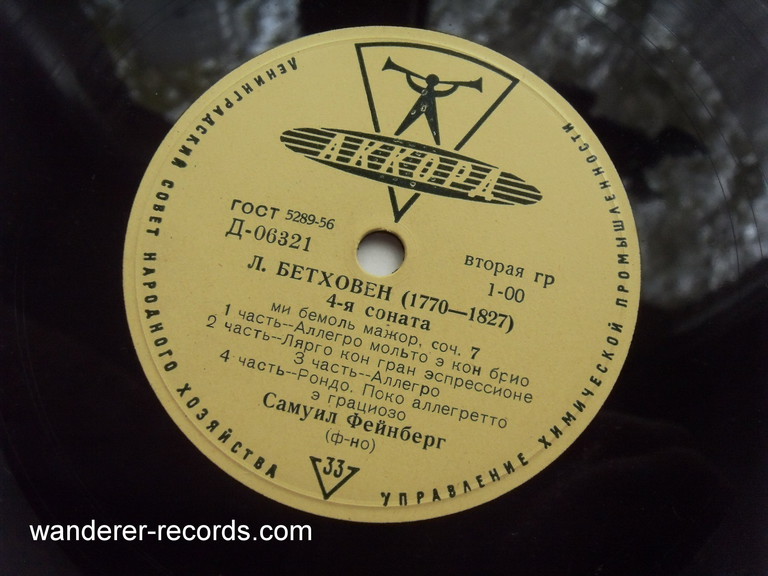 ЛЕНИНГРАДСКИЙ СОВЕТ НАРОДНОГО ХОЗЯЙСТВА
УПРАВЛЕНИЕ ХИМИЧЕСКОЙ ПРОМЫШЛЕННОСТИ
АККОРД
ГОСТ 5289-56
Д-06321
вторая гр
1-00
Л. БЕТХОВЕН (1770—1827)
4-я соната
ми бемоль мажор, соч. 7
1 часть--Аллегро мольто э кон брио
2 часть--Лярго кон гран эспрессионе
3 часть--Аллегро
4 часть--Рондо. Поко аллегретто
э грациозо
Самуил Фейнберг
(ф-но)
33
wanderer-records.com